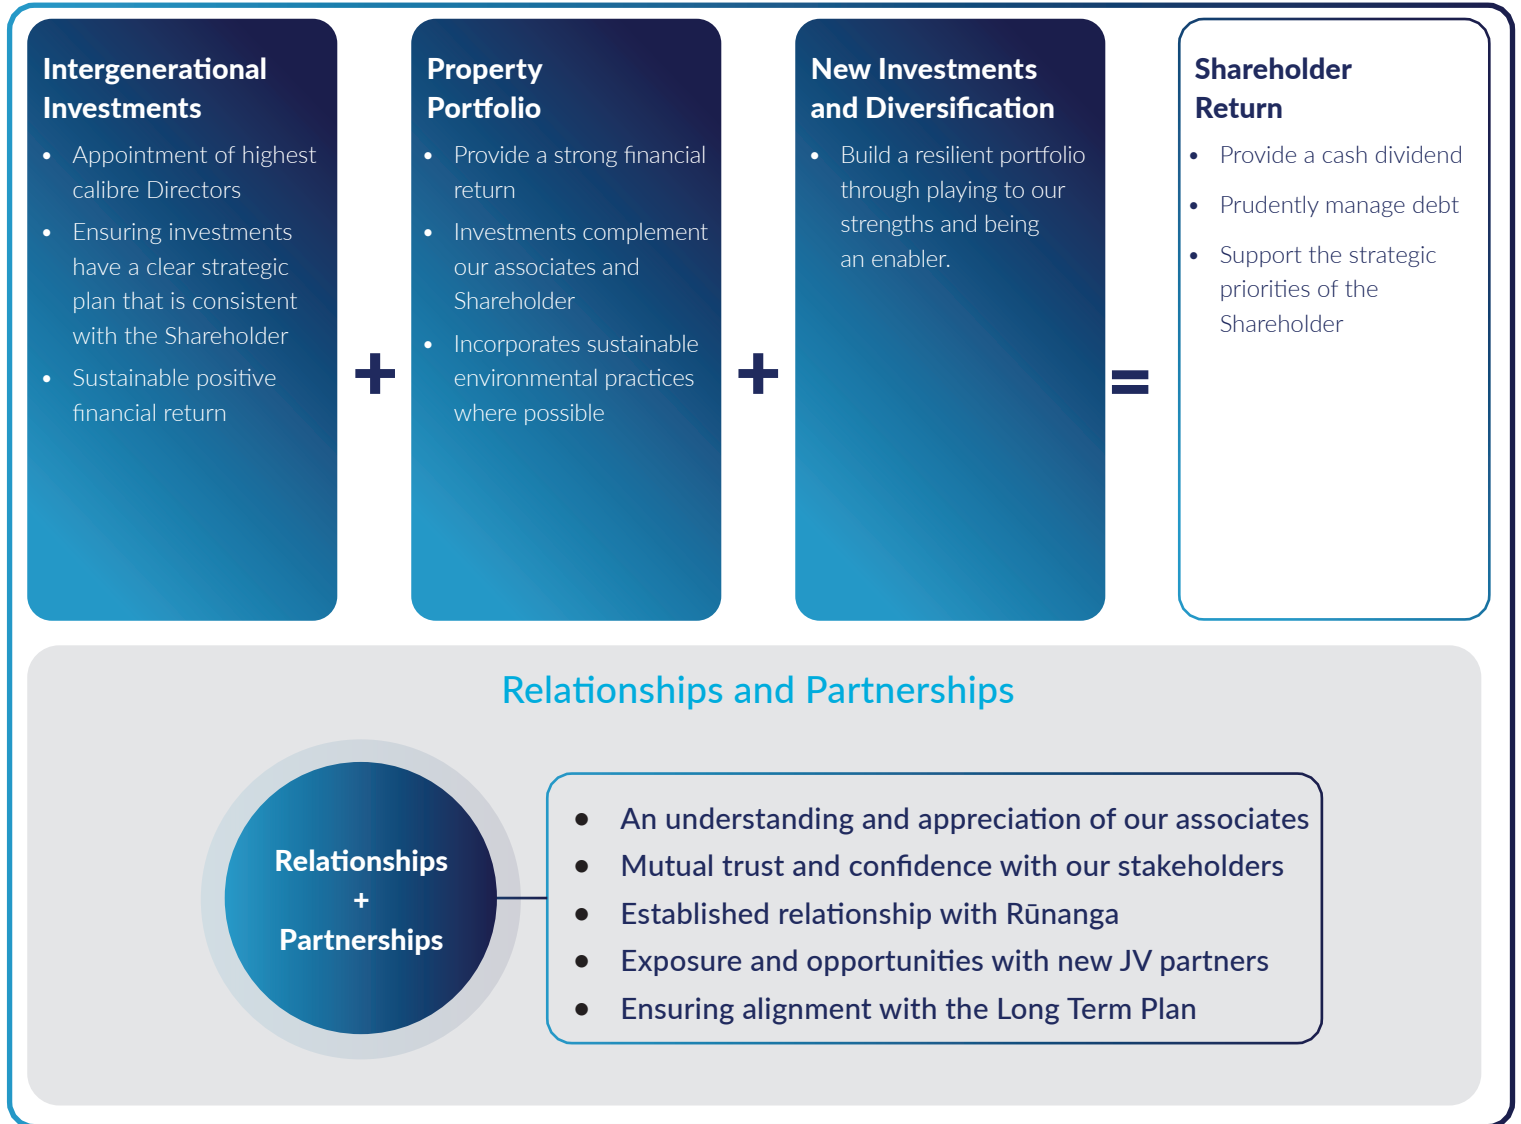 Intergenerational
Investments
• Appointment of highest
calibre Directors
• Ensuring investments
have a clear strategic
plan that is consistent
with the Shareholder
• Sustainable positive
financial return
+
Property
Portfolio
• Provide a strong financial
return
• Investments complement
our associates and
Shareholder
• Incorporates sustainable
environmental practices
where possible
+
New Investments
and Diversification
• Build a resilient portfolio
through playing to our
strengths and being
an enabler.
=
Shareholder
Return
• Provide a cash dividend
• Prudently manage debt
• Support the strategic
priorities of the
Shareholder
Relationships and Partnerships
Relationships
+
Partnerships
• An understanding and appreciation of our associates
• Mutual trust and confidence with our stakeholders
• Established relationship with Rūnanga
• Exposure and opportunities with new JV partners
• Ensuring alignment with the Long Term Plan